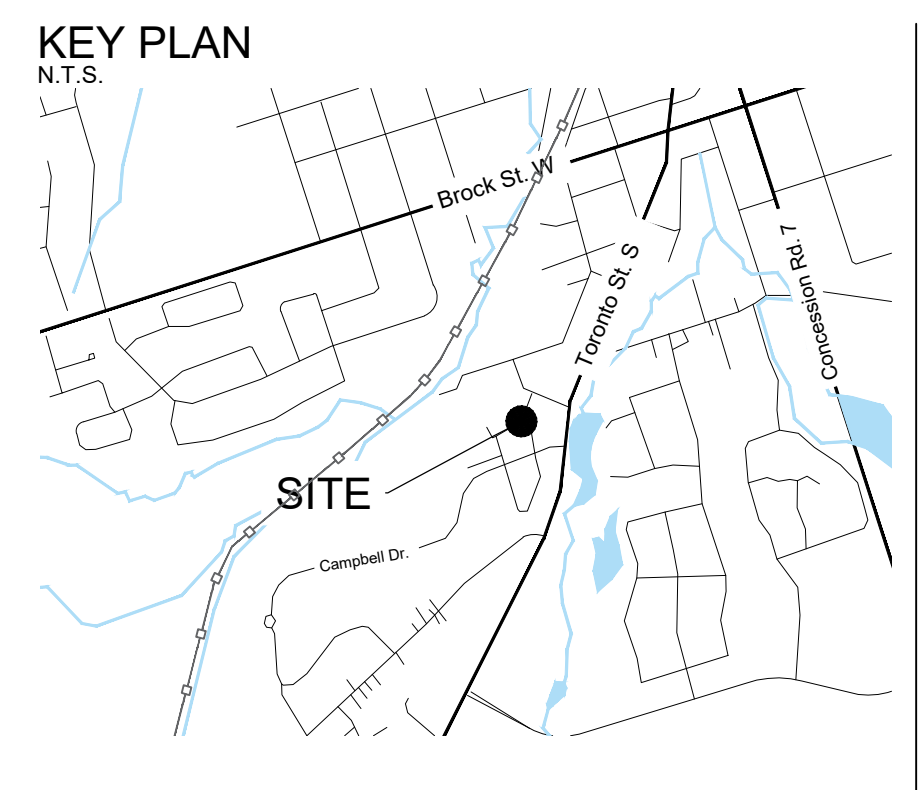 KEY PLAN
N.T.S.
Brock St. W
Toronto St. S
Concession Rd. 7
SITE
Campbell Dr.